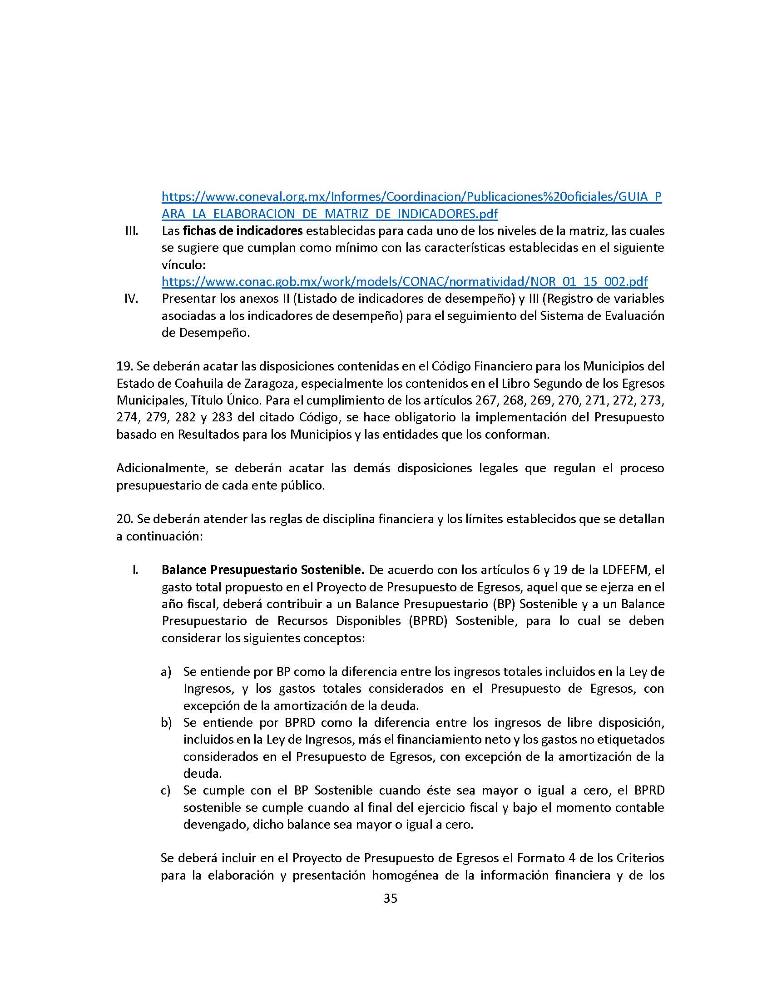 https://www.coneval.org.mx/Informes/Coordinacion/Publicaciones%20oficiales/GUIA_P
ARA_LA_ELABORACION_DE_MATRIZ_DE_INDICADORES.pdf
III. Las fichas de indicadores establecidas para cada uno de los niveles de la matriz, las cuales
se sugiere que cumplan como mínimo con las características establecidas en el siguiente
vínculo:
https://www.conac.gob.mx/work/models/CONAC/normatividad/NOR_01_15_002.pdf
IV. Presentar los anexos II (Listado de indicadores de desempeño) y III (Registro de variables
asociadas a los indicadores de desempeño) para el seguimiento del Sistema de Evaluación
de Desempeño.
19. Se deberán acatar las disposiciones contenidas en el Código Financiero para los Municipios del
Estado de Coahuila de Zaragoza, especialmente los contenidos en el Libro Segundo de los Egresos
Municipales, Título Único. Para el cumplimiento de los artículos 267, 268, 269, 270, 271, 272, 273,
274, 279, 282 y 283 del citado Código, se hace obligatorio la implementación del Presupuesto
basado en Resultados para los Municipios y las entidades que los conforman.
Adicionalmente, se deberán acatar las demás disposiciones legales que regulan el proceso
presupuestario de cada ente público.
20. Se deberán atender las reglas de disciplina financiera y los límites establecidos que se detallan
a continuación:
I. Balance Presupuestario Sostenible. De acuerdo con los artículos 6 y 19 de la LDFEFM, el
gasto total propuesto en el Proyecto de Presupuesto de Egresos, aquel que se ejerza en el
año fiscal, deberá contribuir a un Balance Presupuestario (BP) Sostenible y a un Balance
Presupuestario de Recursos Disponibles (BPRD) Sostenible, para lo cual se deben
considerar los siguientes conceptos:
a) Se entiende por BP como la diferencia entre los ingresos totales incluidos en la Ley de
Ingresos, y los gastos totales considerados en el Presupuesto de Egresos, con
excepción de la amortización de la deuda.
b) Se entiende por BPRD como la diferencia entre los ingresos de libre disposición,
incluidos en la Ley de Ingresos, más el financiamiento neto y los gastos no etiquetados
considerados en el Presupuesto de Egresos, con excepción de la amortización de la
deuda.
c) Se cumple con el BP Sostenible cuando éste sea mayor o igual a cero, el BPRD
sostenible se cumple cuando al final del ejercicio fiscal y bajo el momento contable
devengado, dicho balance sea mayor o igual a cero.
Se deberá incluir en el Proyecto de Presupuesto de Egresos el Formato 4 de los Criterios
para la elaboración y presentación homogénea de la información financiera y de los
35